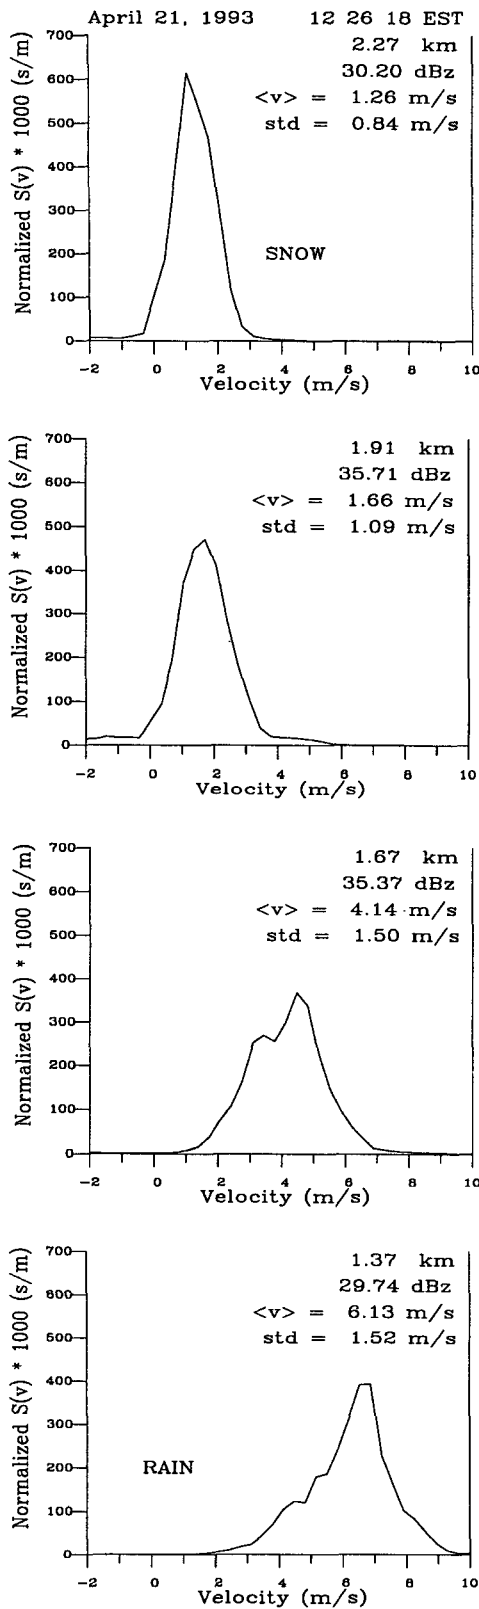 April 21, 1993 12 26 18 EST
2.27 km
30.20 dBz
<v> = 1.26 m/s
std = 0.84 m/s
SNOW
Normalized S(v) * 1000 (s/m)
700
600
500
400
300
200
100
0
-2 0 2 4 6 8 10
Velocity (m/s)
1.91 km
35.71 dBz
<v> = 1.66 m/s
std = 1.09 m/s
Normalized S(v) * 1000 (s/m)
700
600
500
400
300
200
100
0
-2 0 2 4 6 8 10
Velocity (m/s)
1.67 km
35.37 dBz
<v> = 4.14 m/s
std = 1.50 m/s
Normalized S(v) * 1000 (s/m)
700
600
500
400
300
200
100
0
-2 0 2 4 6 8 10
Velocity (m/s)
1.37 km
29.74 dBz
<v> = 6.13 m/s
std = 1.52 m/s
RAIN
Normalized S(v) * 1000 (s/m)
700
600
500
400
300
200
100
0
-2 0 2 4 6 8 10
Velocity (m/s)